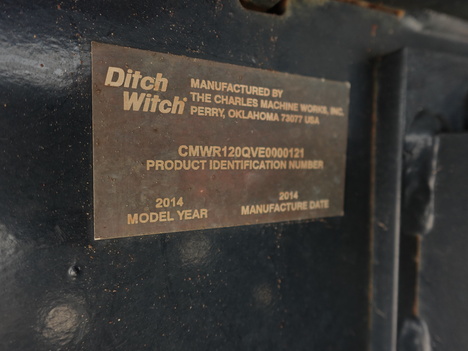 Ditch Witch
MANUFACTURED BY
THE CHARLES MACHINE WORKS, INC.
PERRY, OKLAHOMA 73077 USA
CMWR120QVE0000121
PRODUCT IDENTIFICATION NUMBER
2014
MODEL YEAR
2014
MANUFACTURE DATE